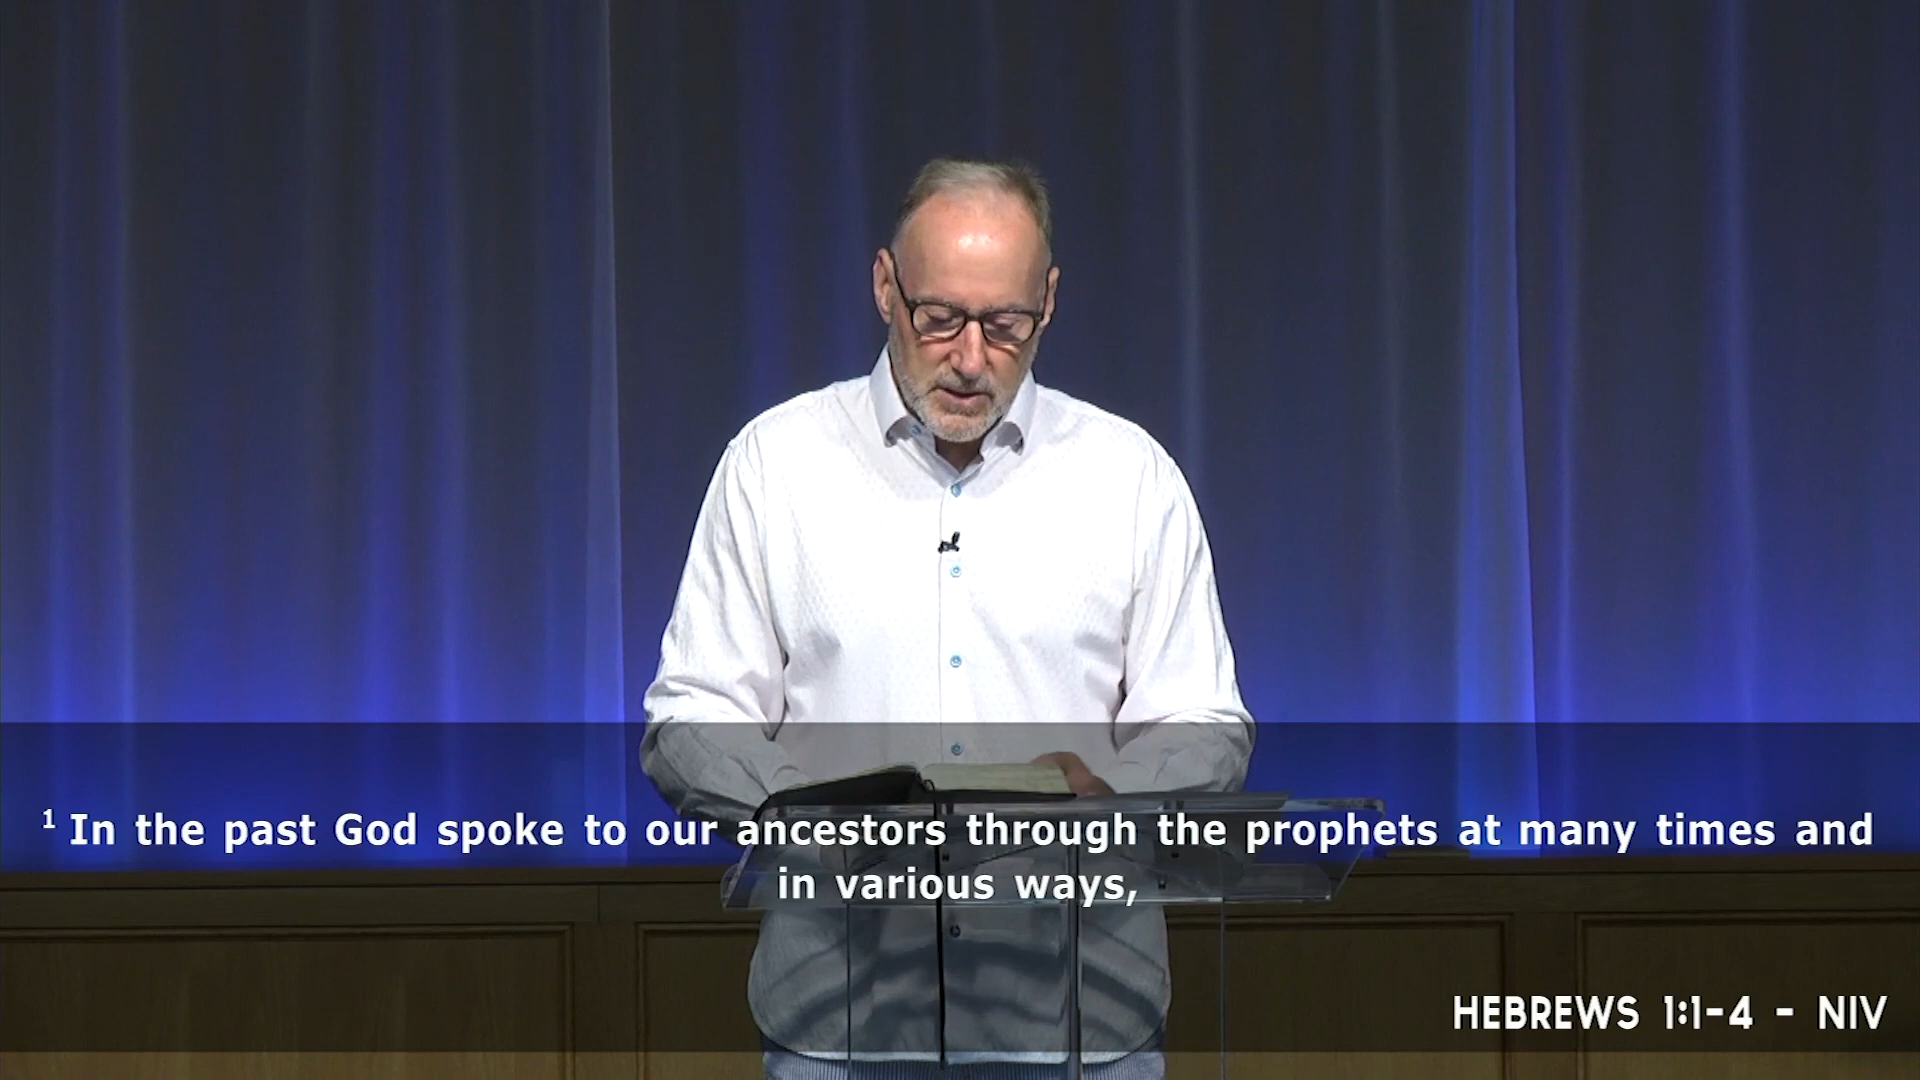 1 In the past God spoke to our ancestors through the prophets at many times and
in various ways,
HEBREWS 1:1-4 - NIV